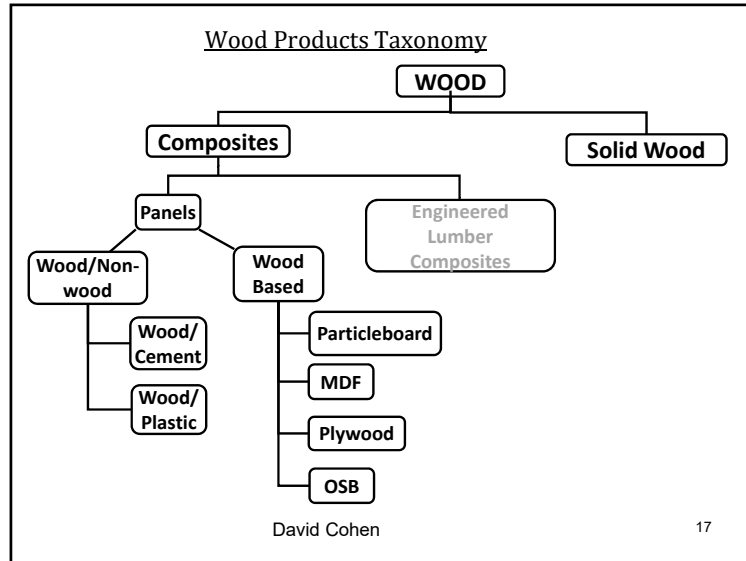 Wood Products Taxonomy
WOOD
Composites
Solid Wood
Panels
Engineered
Lumber
Composites
Wood/Non-
wood
Wood
Based
Wood/
Cement
Wood/
Plastic
Particleboard
MDF
Plywood
OSB
David Cohen
17